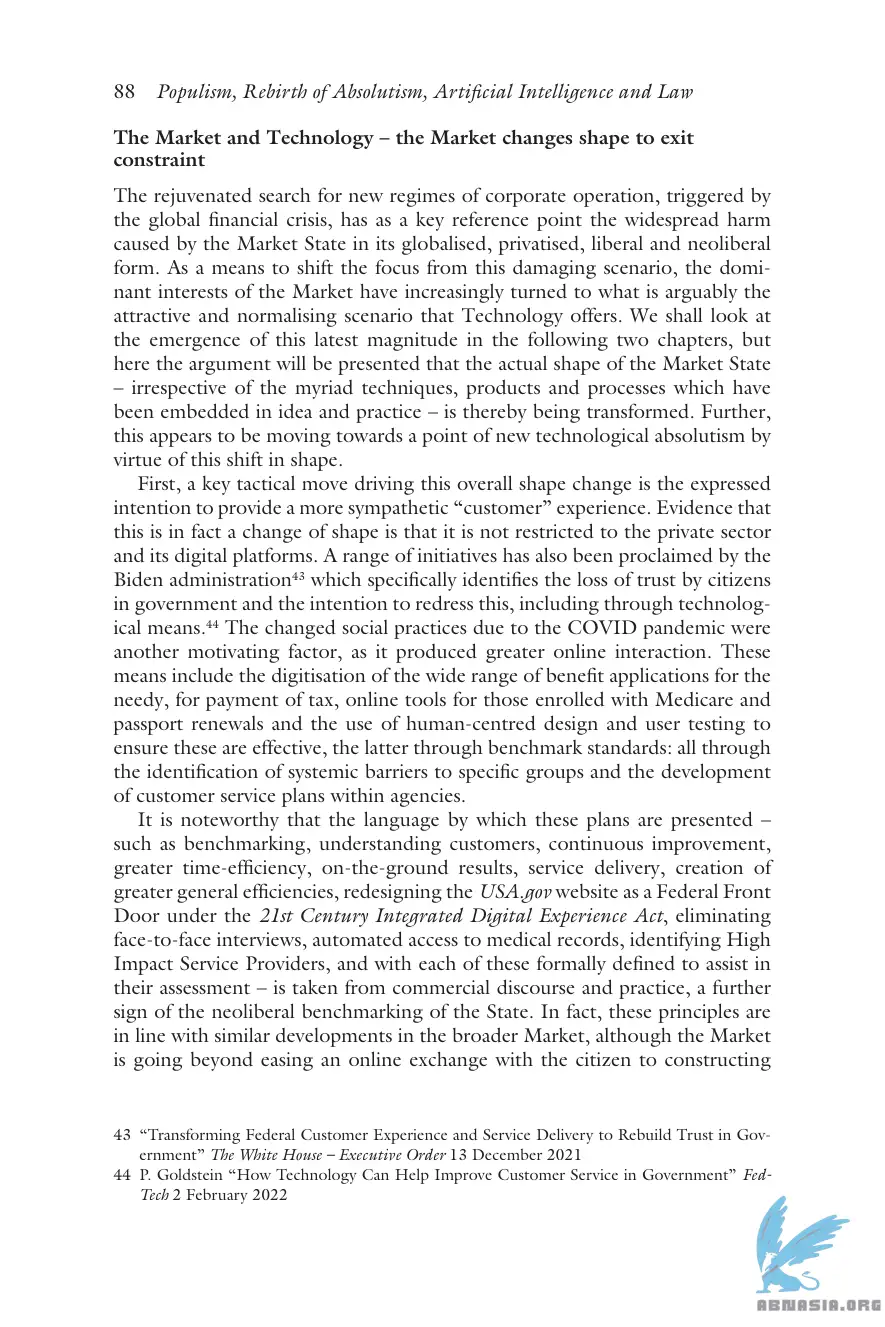 88 Populism, Rebirth of Absolutism, Artificial Intelligence and Law
The Market and Technology – the Market changes shape to exit
constraint
The rejuvenated search for new regimes of corporate operation, triggered by
the global financial crisis, has as a key reference point the widespread harm
caused by the Market State in its globalised, privatised, liberal and neoliberal
form. As a means to shift the focus from this damaging scenario, the domi-
nant interests of the Market have increasingly turned to what is arguably the
attractive and normalising scenario that Technology offers. We shall look at
the emergence of this latest magnitude in the following two chapters, but
here the argument will be presented that the actual shape of the Market State
– irrespective of the myriad techniques, products and processes which have
been embedded in idea and practice – is thereby being transformed. Further,
this appears to be moving towards a point of new technological absolutism by
virtue of this shift in shape.
First, a key tactical move driving this overall shape change is the expressed
intention to provide a more sympathetic “customer” experience. Evidence that
this is in fact a change of shape is that it is not restricted to the private sector
and its digital platforms. A range of initiatives has also been proclaimed by the
Biden administration43 which specifically identifies the loss of trust by citizens
in government and the intention to redress this, including through technolog-
ical means.44 The changed social practices due to the COVID pandemic were
another motivating factor, as it produced greater online interaction. These
means include the digitisation of the wide range of benefit applications for the
needy, for payment of tax, online tools for those enrolled with Medicare and
passport renewals and the use of human-centred design and user testing to
ensure these are effective, the latter through benchmark standards: all through
the identification of systemic barriers to specific groups and the development
of customer service plans within agencies.
It is noteworthy that the language by which these plans are presented –
such as benchmarking, understanding customers, continuous improvement,
greater time-efficiency, on-the-ground results, service delivery, creation of
greater general efficiencies, redesigning the USA.gov website as a Federal Front
Door under the 21st Century Integrated Digital Experience Act, eliminating
face-to-face interviews, automated access to medical records, identifying High
Impact Service Providers, and with each of these formally defined to assist in
their assessment – is taken from commercial discourse and practice, a further
sign of the neoliberal benchmarking of the State. In fact, these principles are
in line with similar developments in the broader Market, although the Market
is going beyond easing an online exchange with the citizen to constructing
43 “Transforming Federal Customer Experience and Service Delivery to Rebuild Trust in Gov-
ernment” The White House – Executive Order 13 December 2021
44 P. Goldstein “How Technology Can Help Improve Customer Service in Government” Fed-
Tech 2 February 2022
ABNASIA.ORG